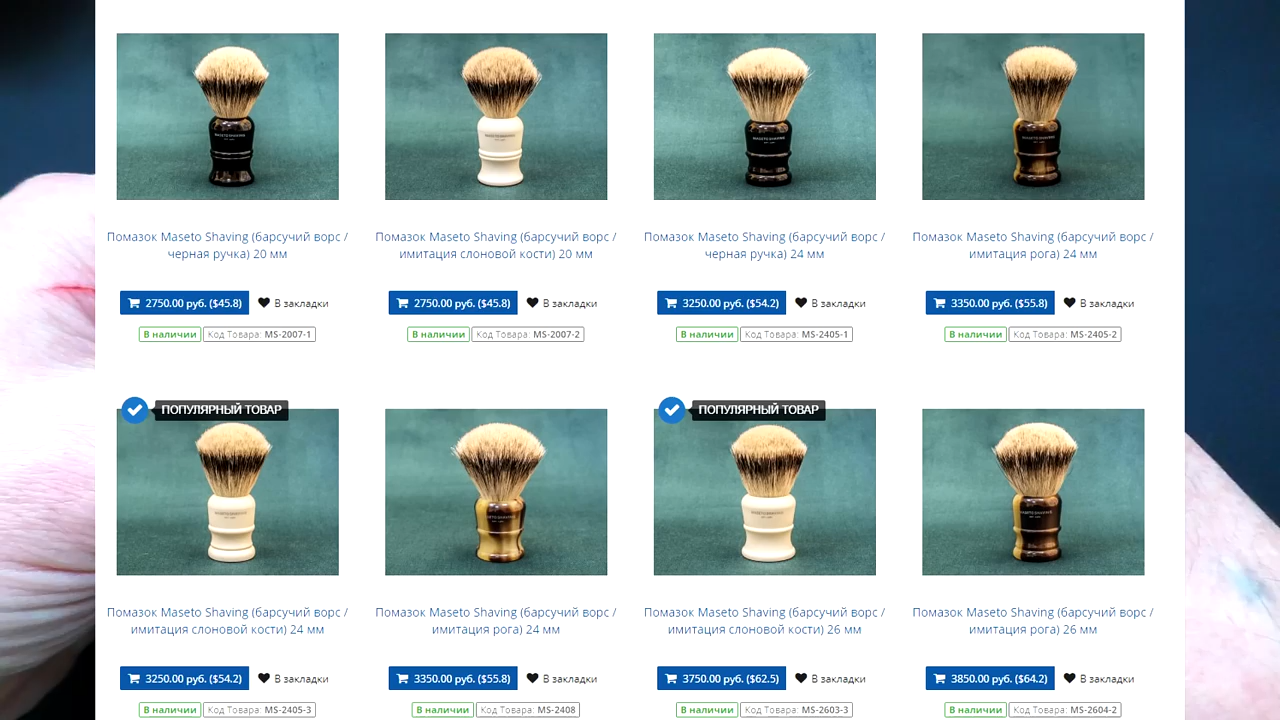 Помазок Maseto Shaving (барсучий ворс /
черная ручка) 20 мм
2750.00 руб. ($45.8)
В закладки
В наличии
Код Товара: MS-2007-1
Помазок Maseto Shaving (барсучий ворс /
имитация слоновой кости) 20 мм
2750.00 руб. ($45.8)
В закладки
В наличии
Код Товара: MS-2007-2
Помазок Maseto Shaving (барсучий ворс /
черная ручка) 24 мм
3250.00 руб. ($54.2)
В закладки
В наличии
Код Товара: MS-2405-1
Помазок Maseto Shaving (барсучий ворс /
имитация рога) 24 мм
3350.00 руб. ($55.8)
В закладки
В наличии
Код Товара: MS-2405-2
ПОПУЛЯРНЫЙ ТОВАР
Помазок Maseto Shaving (барсучий ворс /
имитация слоновой кости) 24 мм
3250.00 руб. ($54.2)
В закладки
В наличии
Код Товара: MS-2405-3
Помазок Maseto Shaving (барсучий ворс /
имитация рога) 24 мм
3350.00 руб. ($55.8)
В закладки
В наличии
Код Товара: MS-2408
ПОПУЛЯРНЫЙ ТОВАР
Помазок Maseto Shaving (барсучий ворс /
имитация слоновой кости) 26 мм
3750.00 руб. ($62.5)
В закладки
В наличии
Код Товара: MS-2603-3
Помазок Maseto Shaving (барсучий ворс /
имитация рога) 26 мм
3850.00 руб. ($64.2)
В закладки
В наличии
Код Товара: MS-2604-2